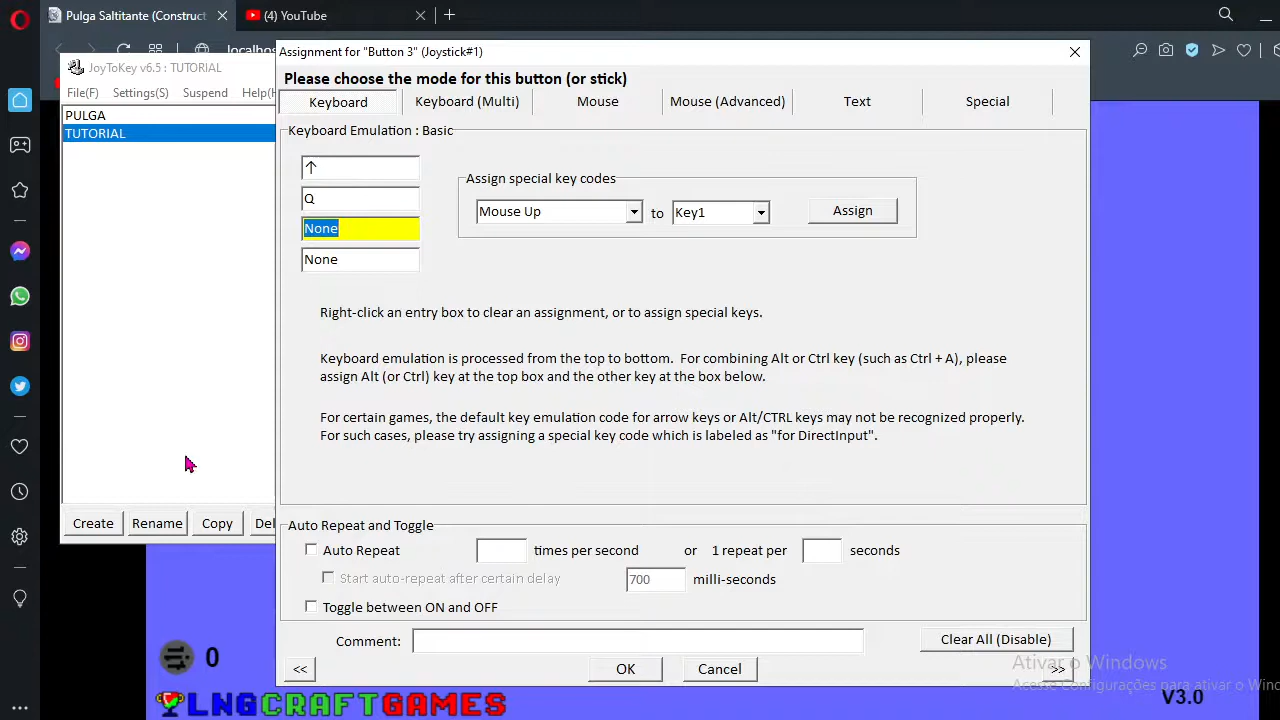 Pulga Saltitante (Construct
(4) YouTube
localho
JoyToKey v6.5 : TUTORIAL
File(F) Settings(S) Suspend Help(H
PULGA
TUTORIAL
Create Rename Copy Del
Assignment for "Button 3" (Joystick#1)
Please choose the mode for this button (or stick)
Keyboard Keyboard (Multi) Mouse Mouse (Advanced) Text Special
Keyboard Emulation : Basic
↑
Q
None
None
Assign special key codes
Mouse Up to Key1 Assign
Right-click an entry box to clear an assignment, or to assign special keys.
Keyboard emulation is processed from the top to bottom. For combining Alt or Ctrl key (such as Ctrl + A), please
assign Alt (or Ctrl) key at the top box and the other key at the box below.
For certain games, the default key emulation code for arrow keys or Alt/CTRL keys may not be recognized properly.
For such cases, please try assigning a special key code which is labeled as "for DirectInput".
Auto Repeat and Toggle
Auto Repeat times per second or 1 repeat per seconds
Start auto-repeat after certain delay 700 milli-seconds
Toggle between ON and OFF
Comment: Clear All (Disable)
<< OK Cancel >>
Ativar o Windows
Acesse Configurações para ativar o Wind
0
LNGCRAFTGAMES
V3.0